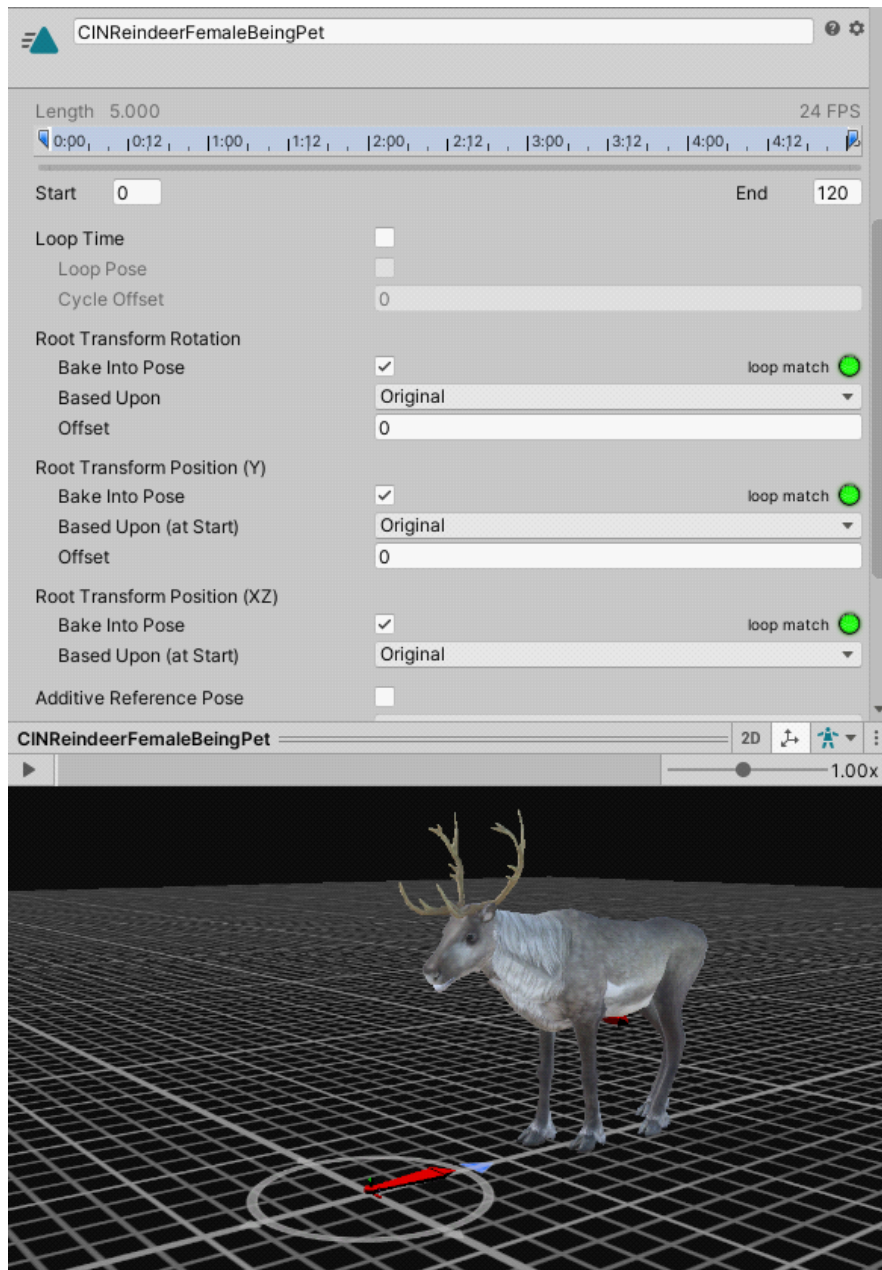 CINReindeerFemaleBeingPet
Length 5.000 24 FPS
0:00 0:12 1:00 1:12 2:00 2:12 3:00 3:12 4:00 4:12
Start 0 End 120
Loop Time
Loop Pose
Cycle Offset 0
Root Transform Rotation
Bake Into Pose loop match
Based Upon Original
Offset 0
Root Transform Position (Y)
Bake Into Pose loop match
Based Upon (at Start) Original
Offset 0
Root Transform Position (XZ)
Bake Into Pose loop match
Based Upon (at Start) Original
Additive Reference Pose
CINReindeerFemaleBeingPet 2D
1.00x